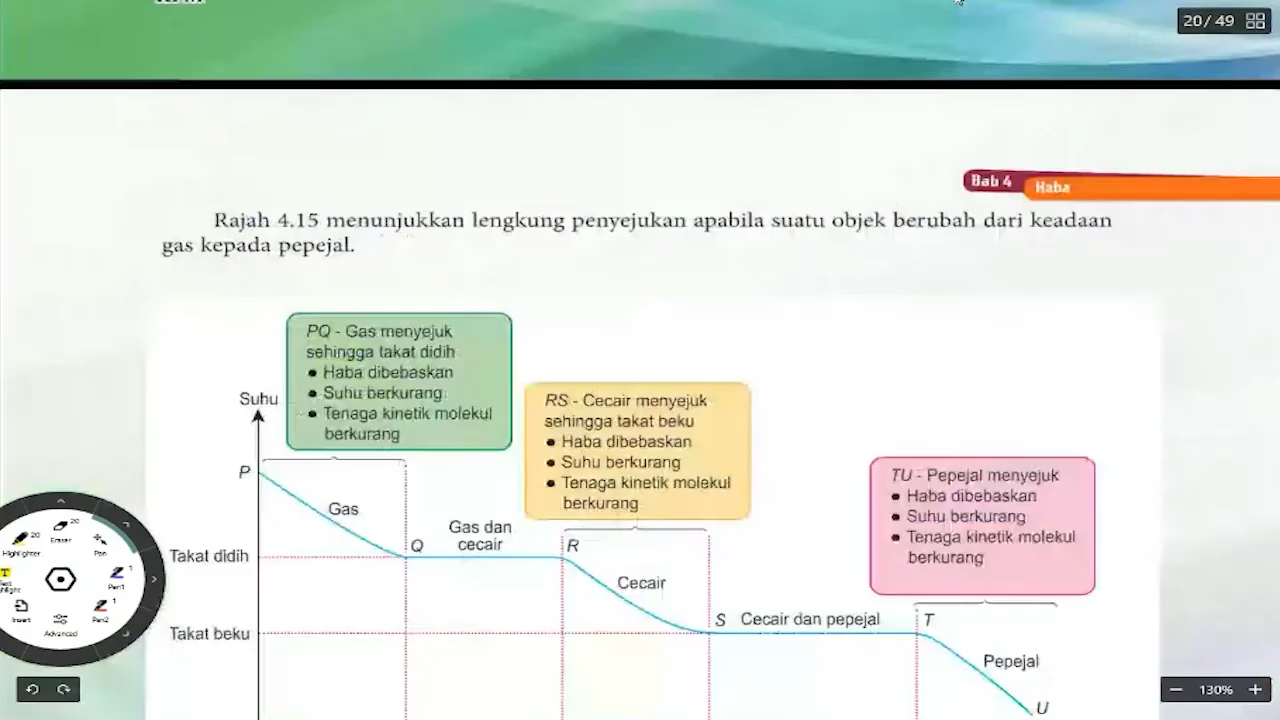 20 / 49
Bab 4
Haba
Rajah 4.15 menunjukkan lengkung penyejukan apabila suatu objek berubah dari keadaan
gas kepada pepejal.
PQ - Gas menyejuk
sehingga takat didih
• Haba dibebaskan
• Suhu berkurang
• Tenaga kinetik molekul
berkurang
RS - Cecair menyejuk
sehingga takat beku
• Haba dibebaskan
• Suhu berkurang
• Tenaga kinetik molekul
berkurang
TU - Pepejal menyejuk
• Haba dibebaskan
• Suhu berkurang
• Tenaga kinetik molekul
berkurang
Suhu
P
Gas
Gas dan
cecair
Takat didih
Q
R
Cecair
Takat beku
S
Cecair dan pepejal
T
Pepejal
U
20
Eraser
20
Highlighter
Pen
1
Pen1
1
Pen2
Insert
Advanced
130%